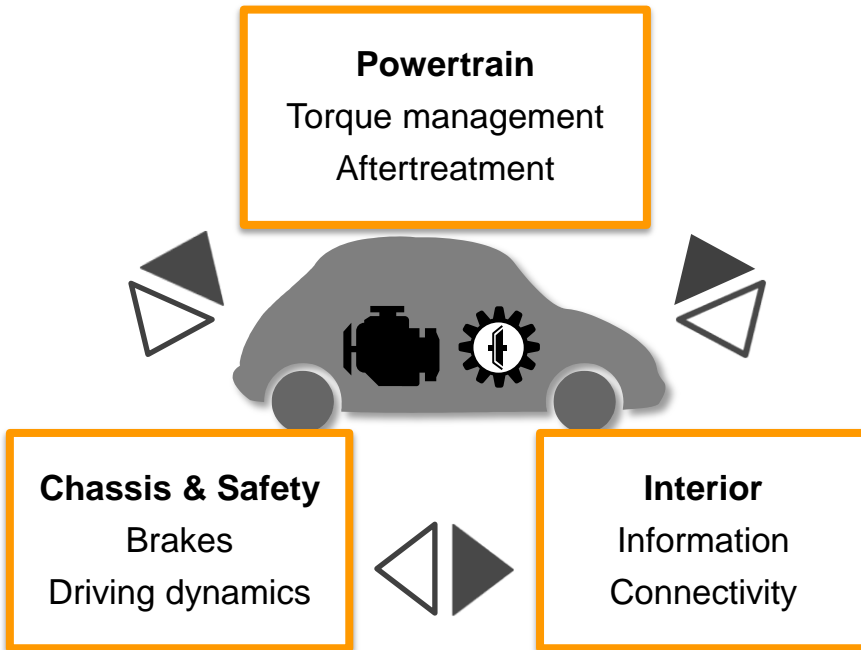 Powertrain
Torque management
Aftertreatment
Chassis & Safety
Brakes
Driving dynamics
Interior
Information
Connectivity